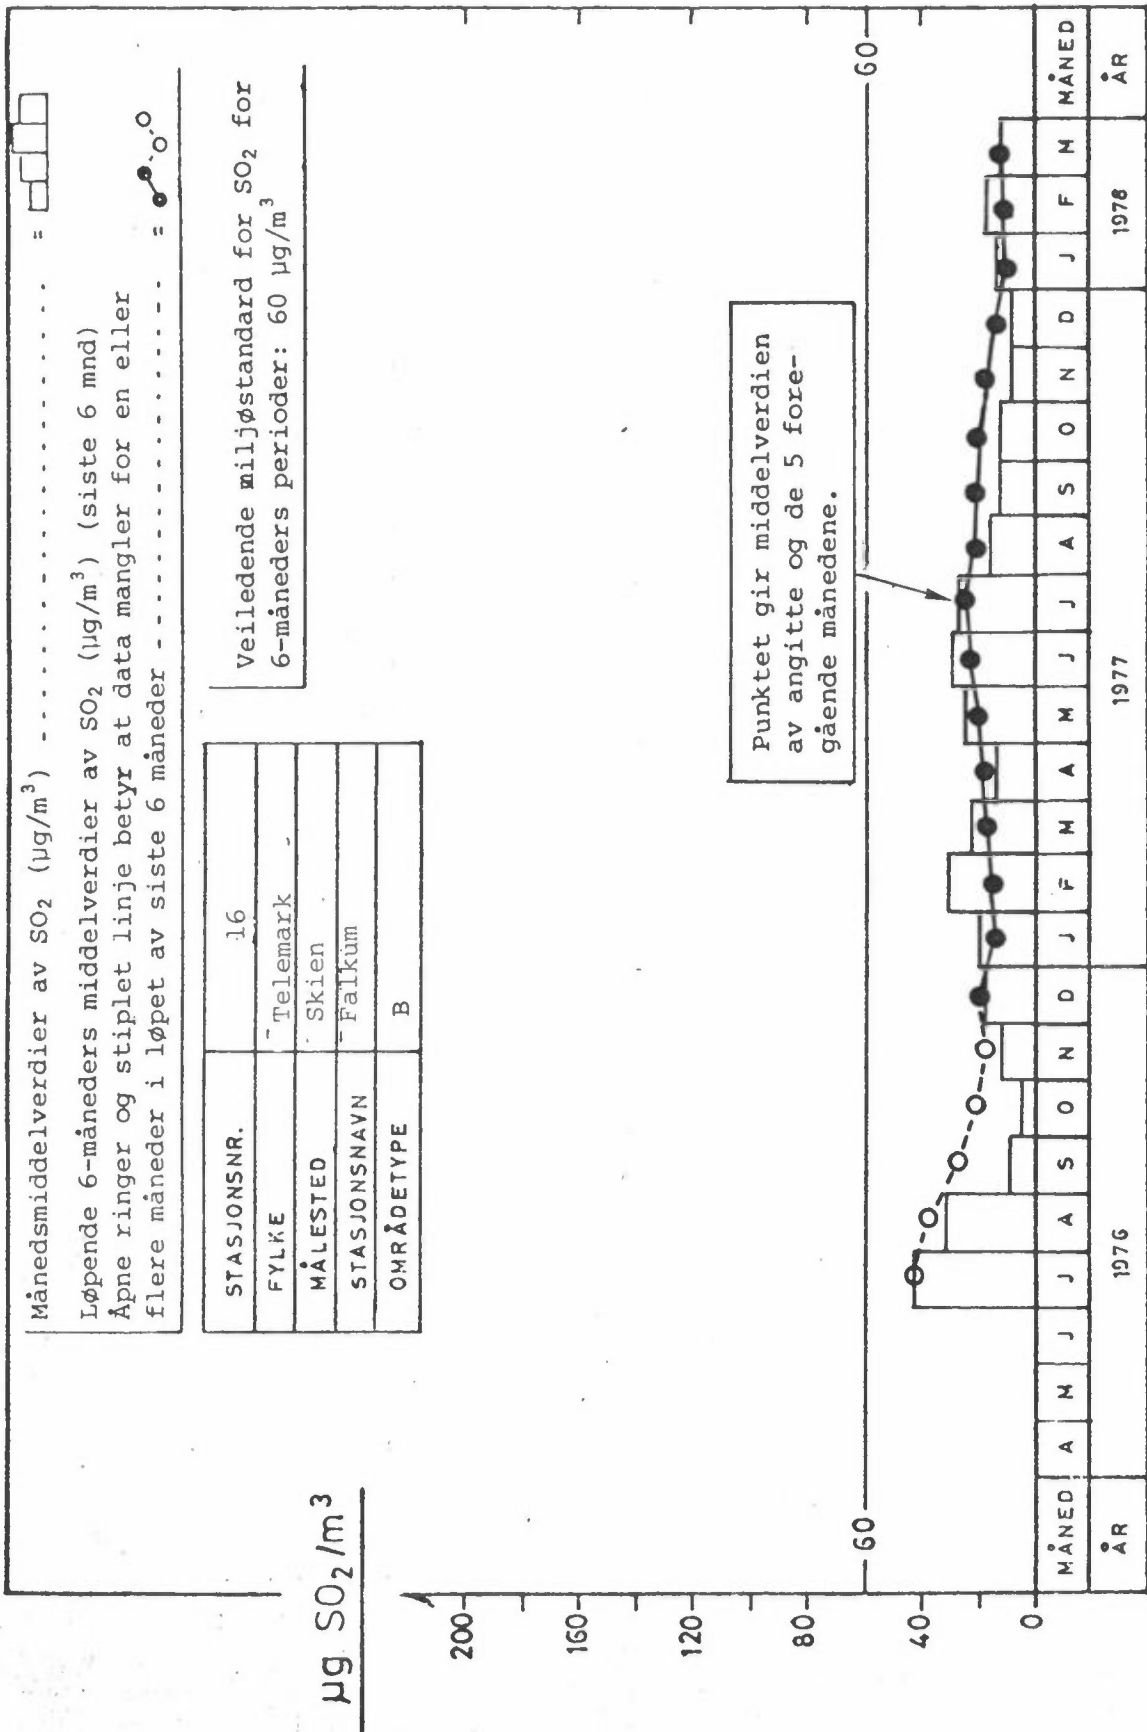 Månedsmiddelverdier av SO₂ (µg/m³) - - - - - - - - - - - - - - - - - - - - =
Løpende 6-måneders middelverdier av SO₂ (µg/m³) (siste 6 mnd)
Åpne ringer og stiplet linje betyr at data mangler for en eller
flere måneder i løpet av siste 6 måneder - - - - - - - - - - - - - =
STASJONSNR. 16
FYLKE Telemark
MÅLESTED Skien
STASJONSNAVN Falkum
OMRÅDETYPE B
Veiledende miljøstandard for SO₂ for
6-måneders perioder: 60 µg/m³
µg SO₂/m³
Punktet gir middelverdien
av angitte og de 5 fore-
gående månedene.
200
160
120
80
60 60
40
20
0
MÅNED A M J J A S O N D J F M A M J J A S O N D J F M MÅNED
ÅR 1976 1977 1978 ÅR